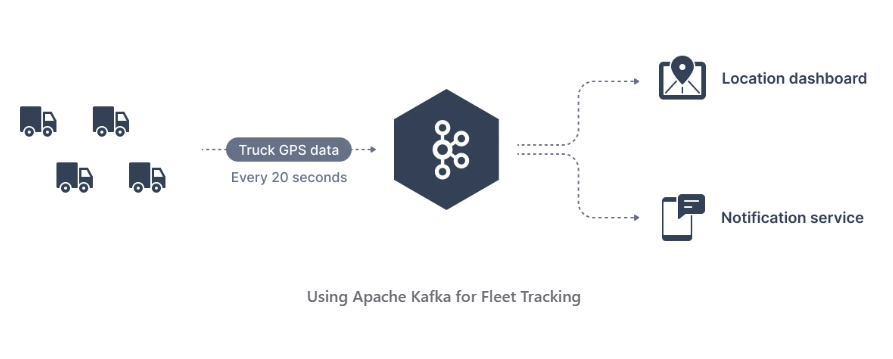 Location dashboard
Truck GPS data
Every 20 seconds
Notification service
Using Apache Kafka for Fleet Tracking